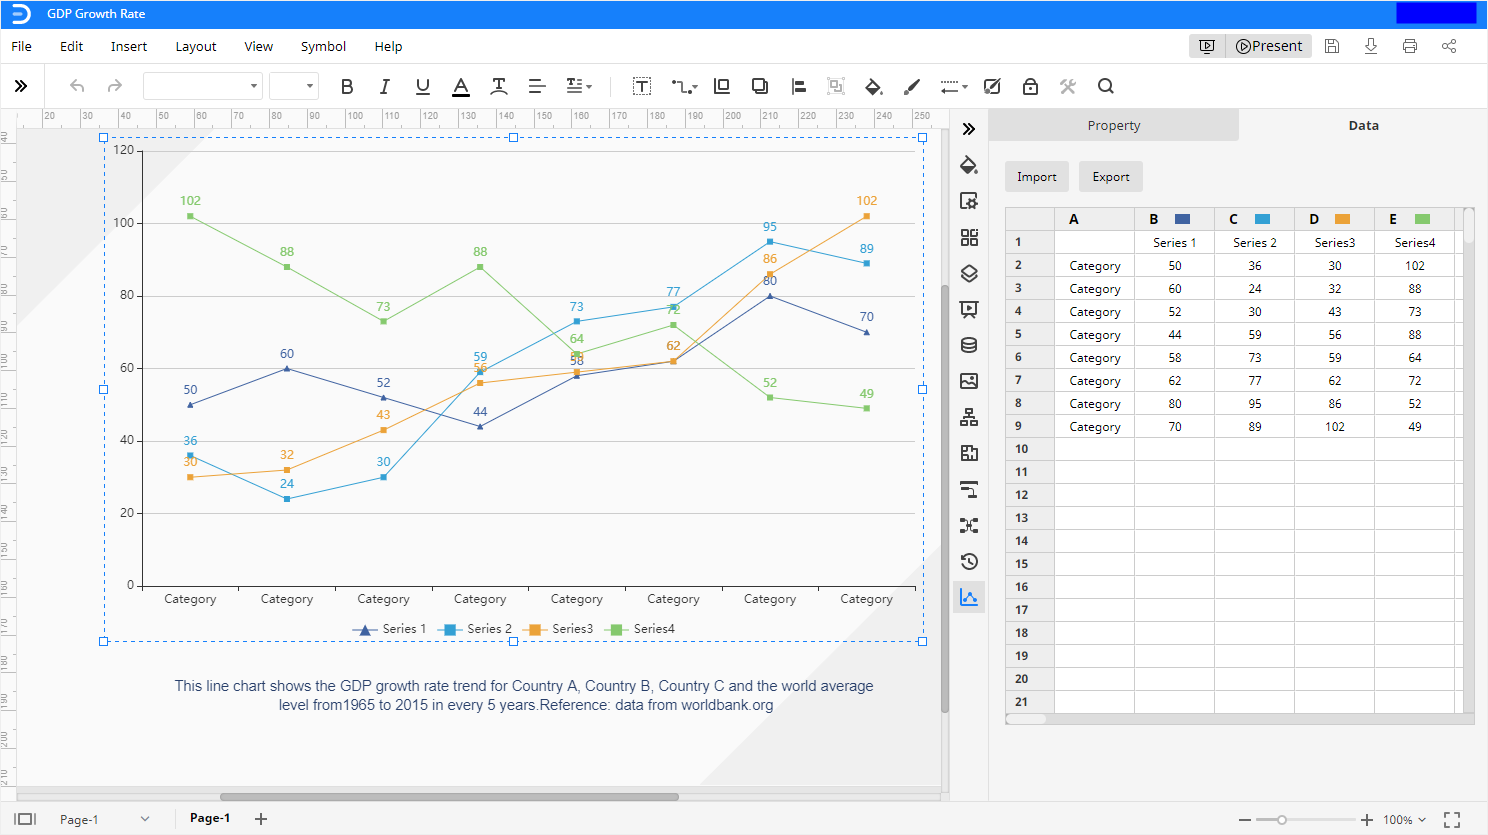 GDP Growth Rate
File Edit Insert Layout View Symbol Help
Present
20 30 40 50 60 70 80 90 100 110 120 130 140 150 160 170 180 190 200 210 220 230 240 250
Property Data
Import Export
120
100
80
60
40
20
0
102 88 73 88 64 72 52 49
50 60 52 44 58 62 80 70
36 24 30 59 73 77 95 89
30 32 43 56 62 86 102
Category Category Category Category Category Category Category Category
Series 1 Series 2 Series3 Series4
This line chart shows the GDP growth rate trend for Country A, Country B, Country C and the world average
level from1965 to 2015 in every 5 years.Reference: data from worldbank.org
A B C D E
1 Series 1 Series 2 Series3 Series4
2 Category 50 36 30 102
3 Category 60 24 32 88
4 Category 52 30 43 73
5 Category 44 59 56 88
6 Category 58 73 59 64
7 Category 62 77 62 72
8 Category 80 95 86 52
9 Category 70 89 102 49
10
11
12
13
14
15
16
17
18
19
20
21
Page-1 Page-1 100%